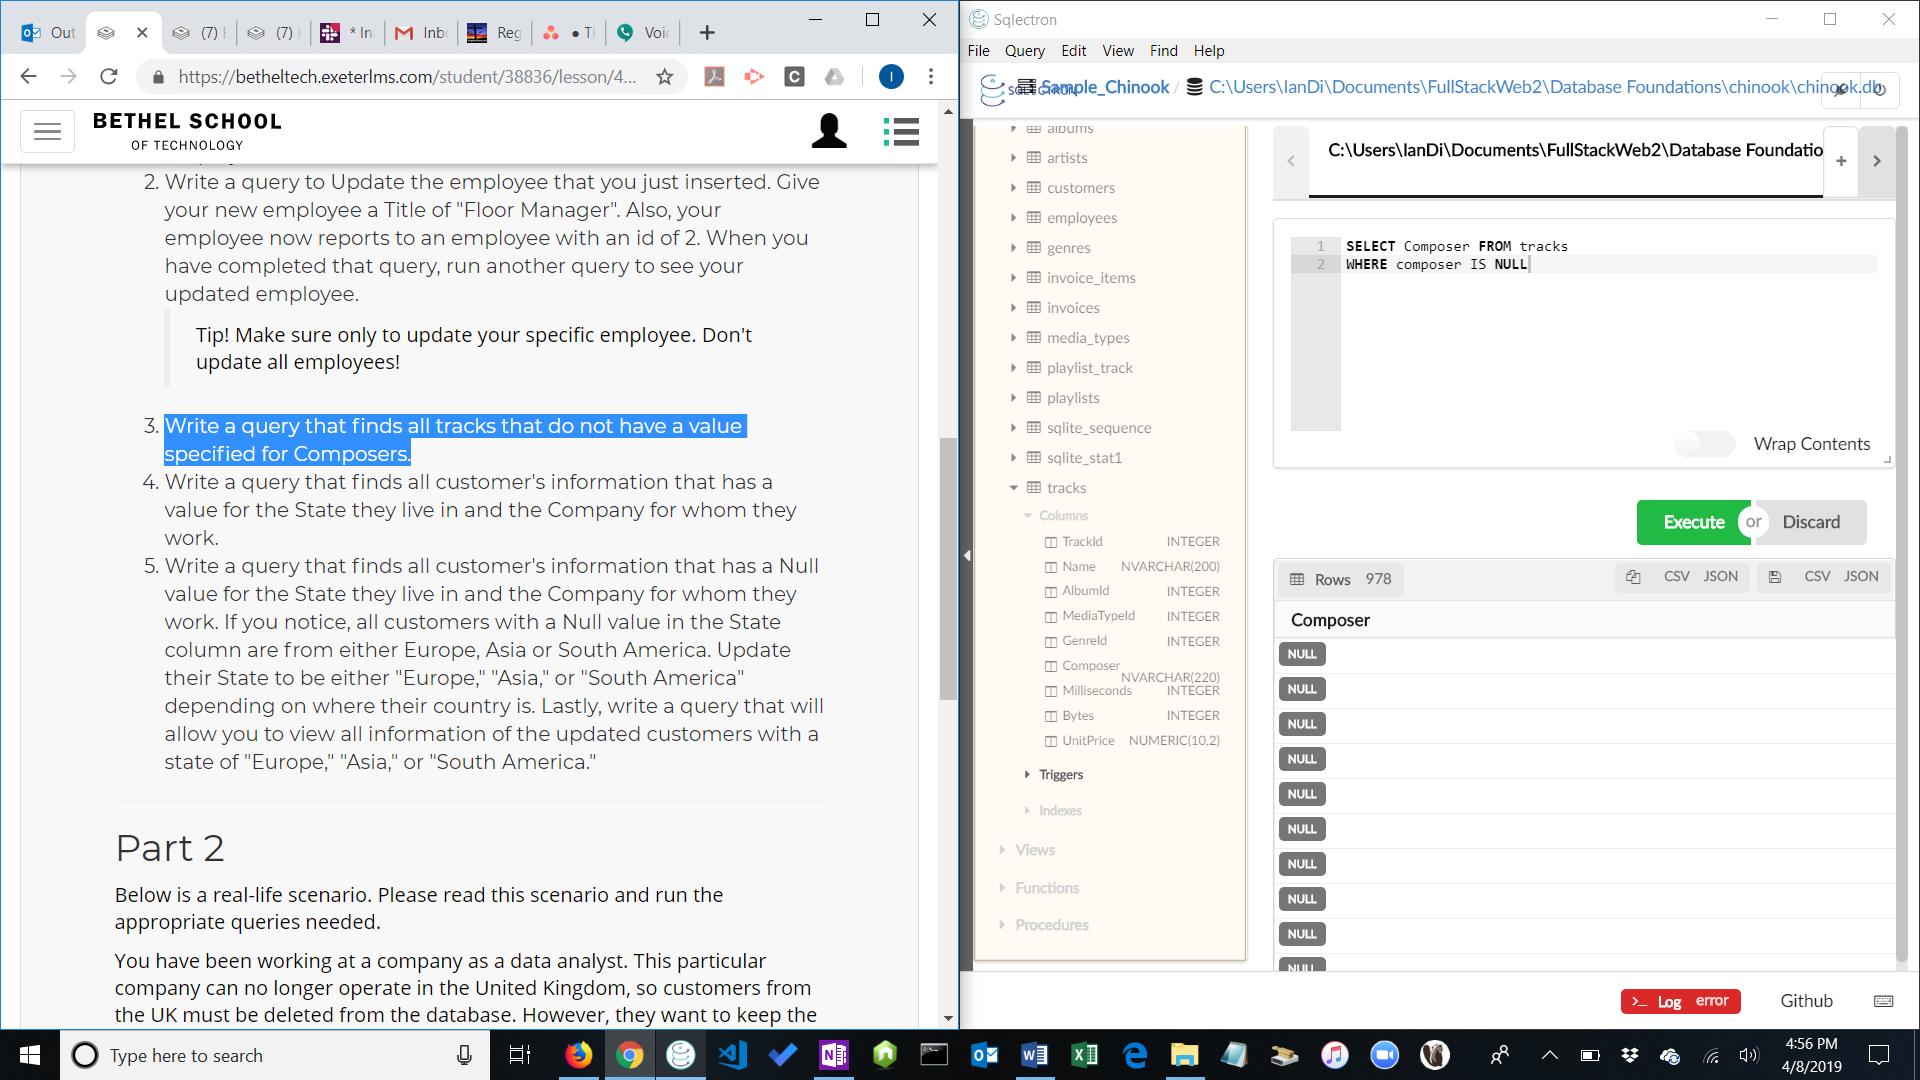 Out
(7)
(7)
* In
Inb
Reg
Voi
https://betheltech.exeterlms.com/student/38836/lesson/4...
BETHEL SCHOOL
OF TECHNOLOGY
2. Write a query to Update the employee that you just inserted. Give
your new employee a Title of "Floor Manager". Also, your
employee now reports to an employee with an id of 2. When you
have completed that query, run another query to see your
updated employee.
Tip! Make sure only to update your specific employee. Don't
update all employees!
3. Write a query that finds all tracks that do not have a value
specified for Composers.
4. Write a query that finds all customer's information that has a
value for the State they live in and the Company for whom they
work.
5. Write a query that finds all customer's information that has a Null
value for the State they live in and the Company for whom they
work. If you notice, all customers with a Null value in the State
column are from either Europe, Asia or South America. Update
their State to be either "Europe," "Asia," or "South America"
depending on where their country is. Lastly, write a query that will
allow you to view all information of the updated customers with a
state of "Europe," "Asia," or "South America."
Part 2
Below is a real-life scenario. Please read this scenario and run the
appropriate queries needed.
You have been working at a company as a data analyst. This particular
company can no longer operate in the United Kingdom, so customers from
the UK must be deleted from the database. However, they want to keep the
Sqlectron
File Query Edit View Find Help
Sample_Chinook / C:\Users\IanDi\Documents\FullStackWeb2\Database Foundations\chinook\chinook.db
albums
artists
customers
employees
genres
invoice_items
invoices
media_types
playlist_track
playlists
sqlite_sequence
sqlite_stat1
tracks
Columns
TrackId INTEGER
Name NVARCHAR(200)
AlbumId INTEGER
MediaTypeId INTEGER
GenreId INTEGER
Composer
NVARCHAR(220)
Milliseconds INTEGER
Bytes INTEGER
UnitPrice NUMERIC(10,2)
Triggers
Indexes
Views
Functions
Procedures
C:\Users\IanDi\Documents\FullStackWeb2\Database Foundatio
+
1 SELECT Composer FROM tracks
2 WHERE composer IS NULL
Wrap Contents
Execute or Discard
Rows 978 CSV JSON CSV JSON
Composer
NULL
NULL
NULL
NULL
NULL
NULL
NULL
NULL
NULL
NULL
Log error Github
Type here to search
4:56 PM
4/8/2019